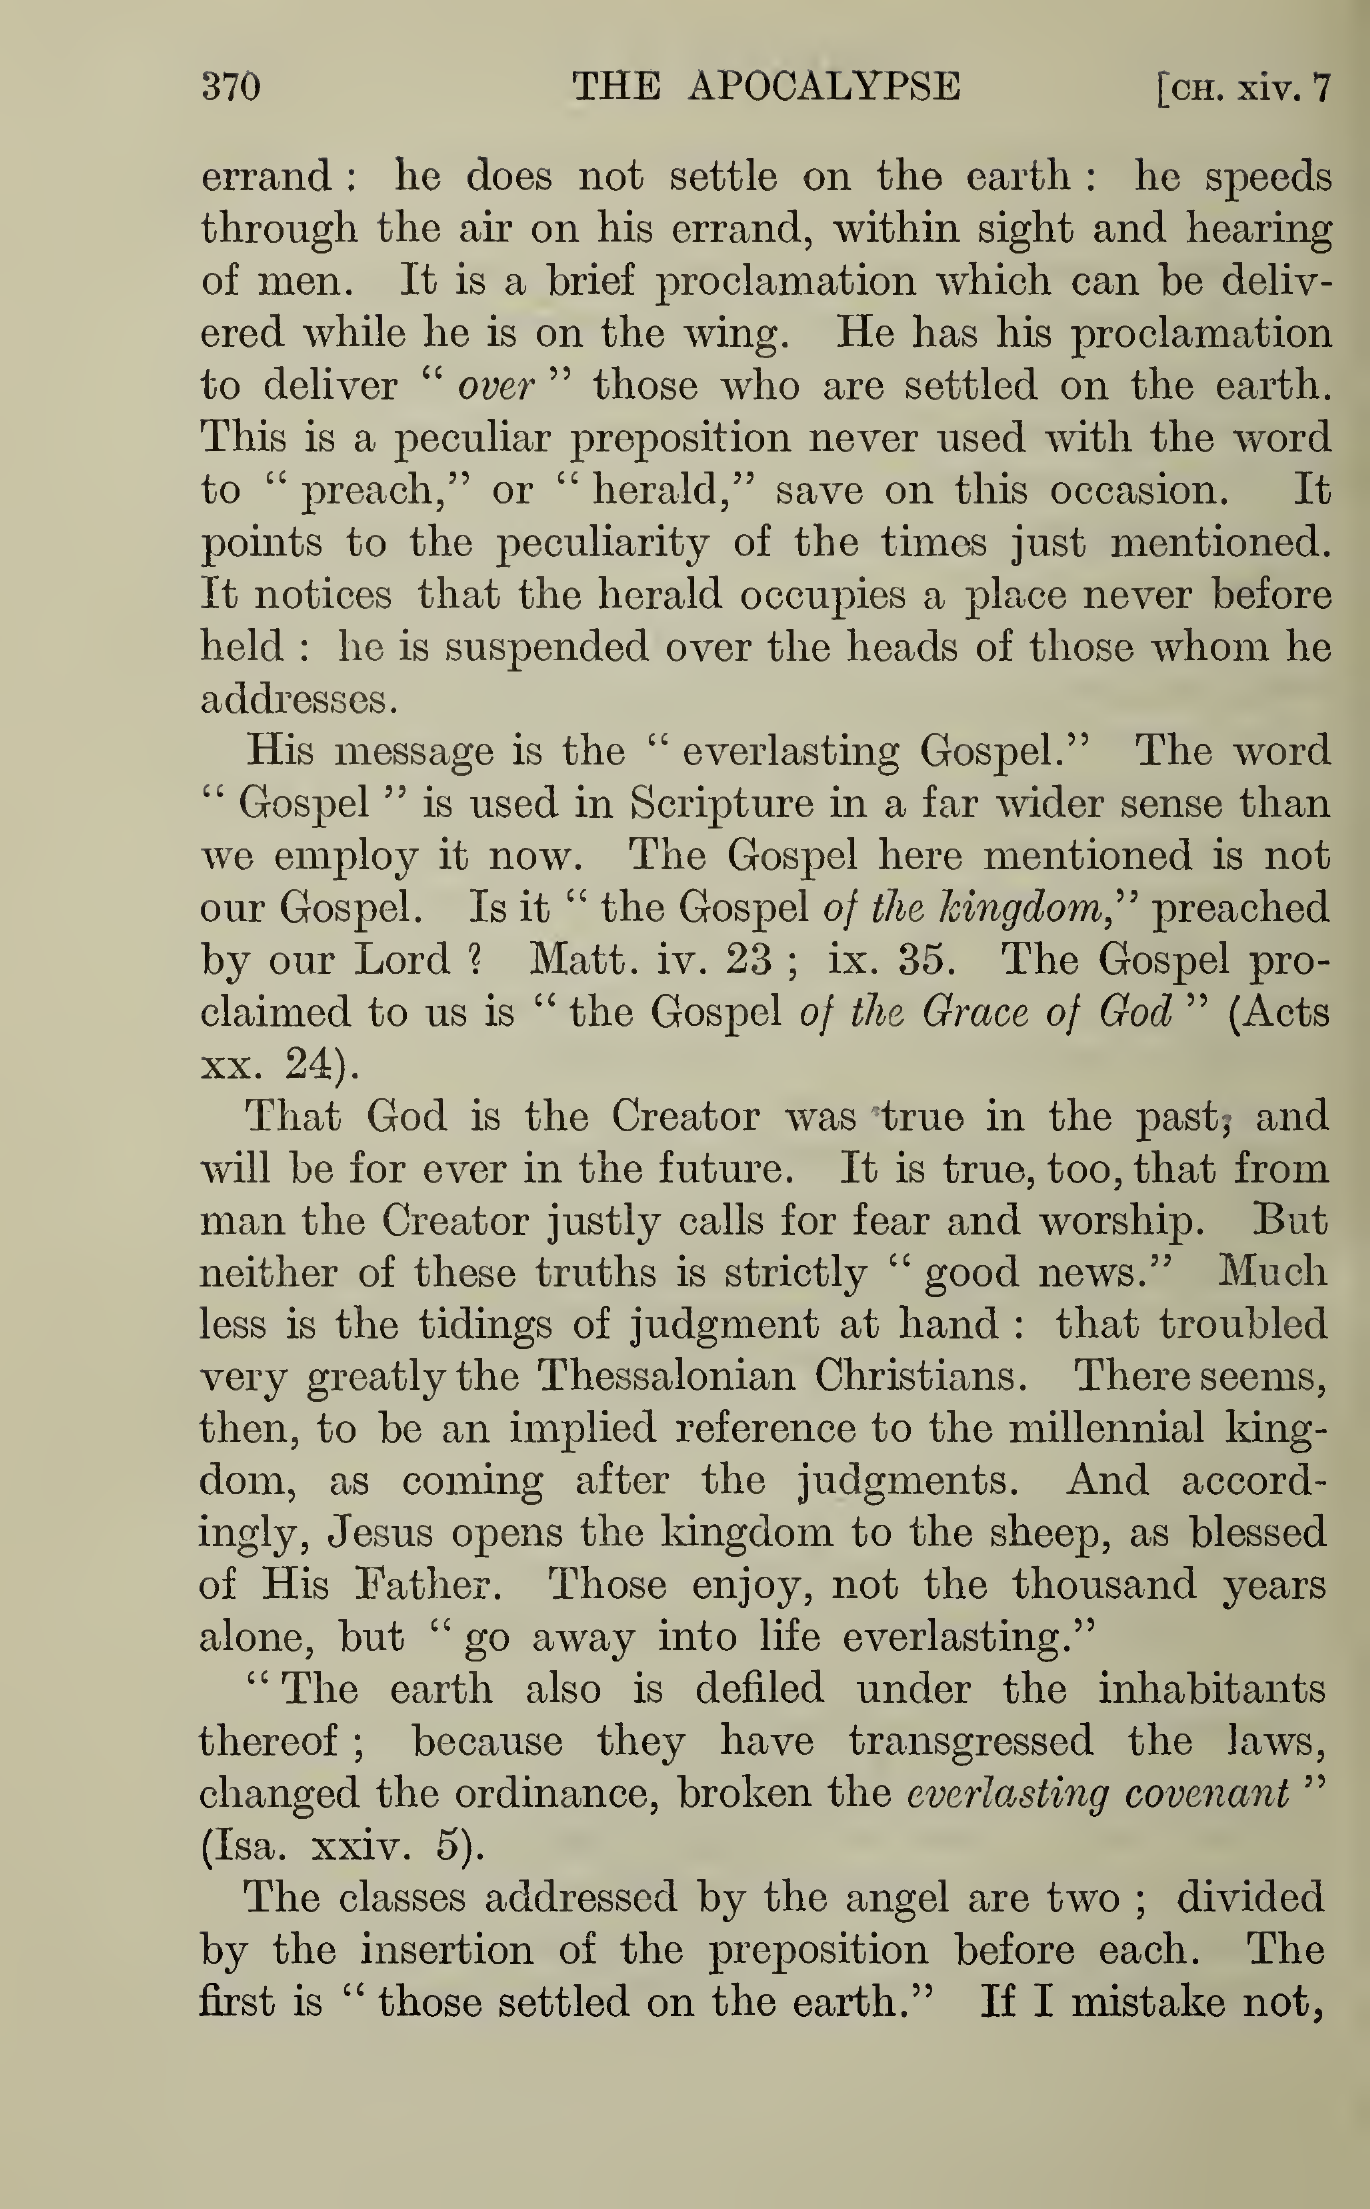 370 THE APOCALYPSE [CH. xiv. 7
errand : he does not settle on the earth : he speeds
through the air on his errand, within sight and hearing
of men. It is a brief proclamation which can be deliv-
ered while he is on the wing. He has his proclamation
to deliver “ over ” those who are settled on the earth.
This is a peculiar preposition never used with the word
to “ preach,” or “ herald,” save on this occasion. It
points to the peculiarity of the times just mentioned.
It notices that the herald occupies a place never before
held : he is suspended over the heads of those whom he
addresses.
His message is the “ everlasting Gospel.” The word
“ Gospel ” is used in Scripture in a far wider sense than
we employ it now. The Gospel here mentioned is not
our Gospel. Is it “ the Gospel of the kingdom,” preached
by our Lord ? Matt. iv. 23 ; ix. 35. The Gospel pro-
claimed to us is “ the Gospel of the Grace of God ” (Acts
xx. 24).
That God is the Creator was true in the past, and
will be for ever in the future. It is true, too, that from
man the Creator justly calls for fear and worship. But
neither of these truths is strictly “ good news.” Much
less is the tidings of judgment at hand : that troubled
very greatly the Thessalonian Christians. There seems,
then, to be an implied reference to the millennial king-
dom, as coming after the judgments. And accord-
ingly, Jesus opens the kingdom to the sheep, as blessed
of His Father. Those enjoy, not the thousand years
alone, but “ go away into life everlasting.”
“ The earth also is defiled under the inhabitants
thereof ; because they have transgressed the laws,
changed the ordinance, broken the everlasting covenant ”
(Isa. xxiv. 5).
The classes addressed by the angel are two ; divided
by the insertion of the preposition before each. The
first is “ those settled on the earth.” If I mistake not,